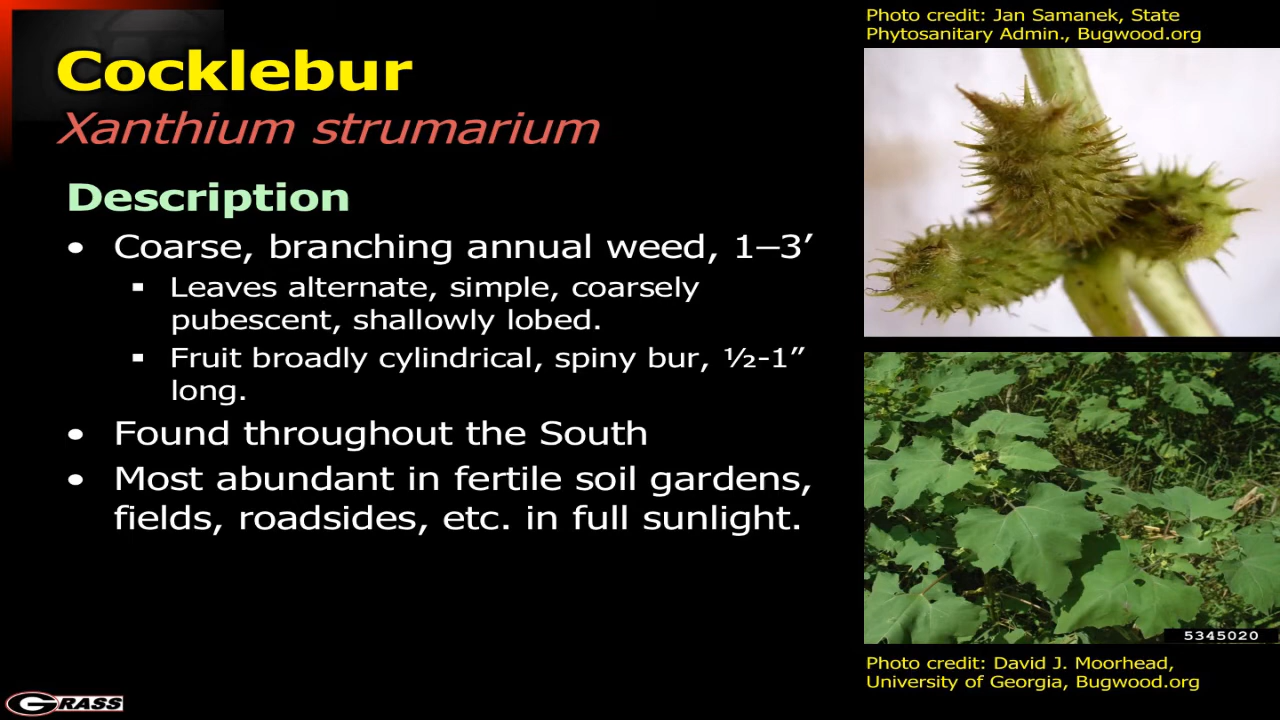 Cocklebur
Xanthium strumarium
Description
• Coarse, branching annual weed, 1–3′
▪ Leaves alternate, simple, coarsely
pubescent, shallowly lobed.
▪ Fruit broadly cylindrical, spiny bur, ½-1″
long.
• Found throughout the South
• Most abundant in fertile soil gardens,
fields, roadsides, etc. in full sunlight.
Photo credit: Jan Samanek, State
Phytosanitary Admin., Bugwood.org
5345020
Photo credit: David J. Moorhead,
University of Georgia, Bugwood.org
GRASS